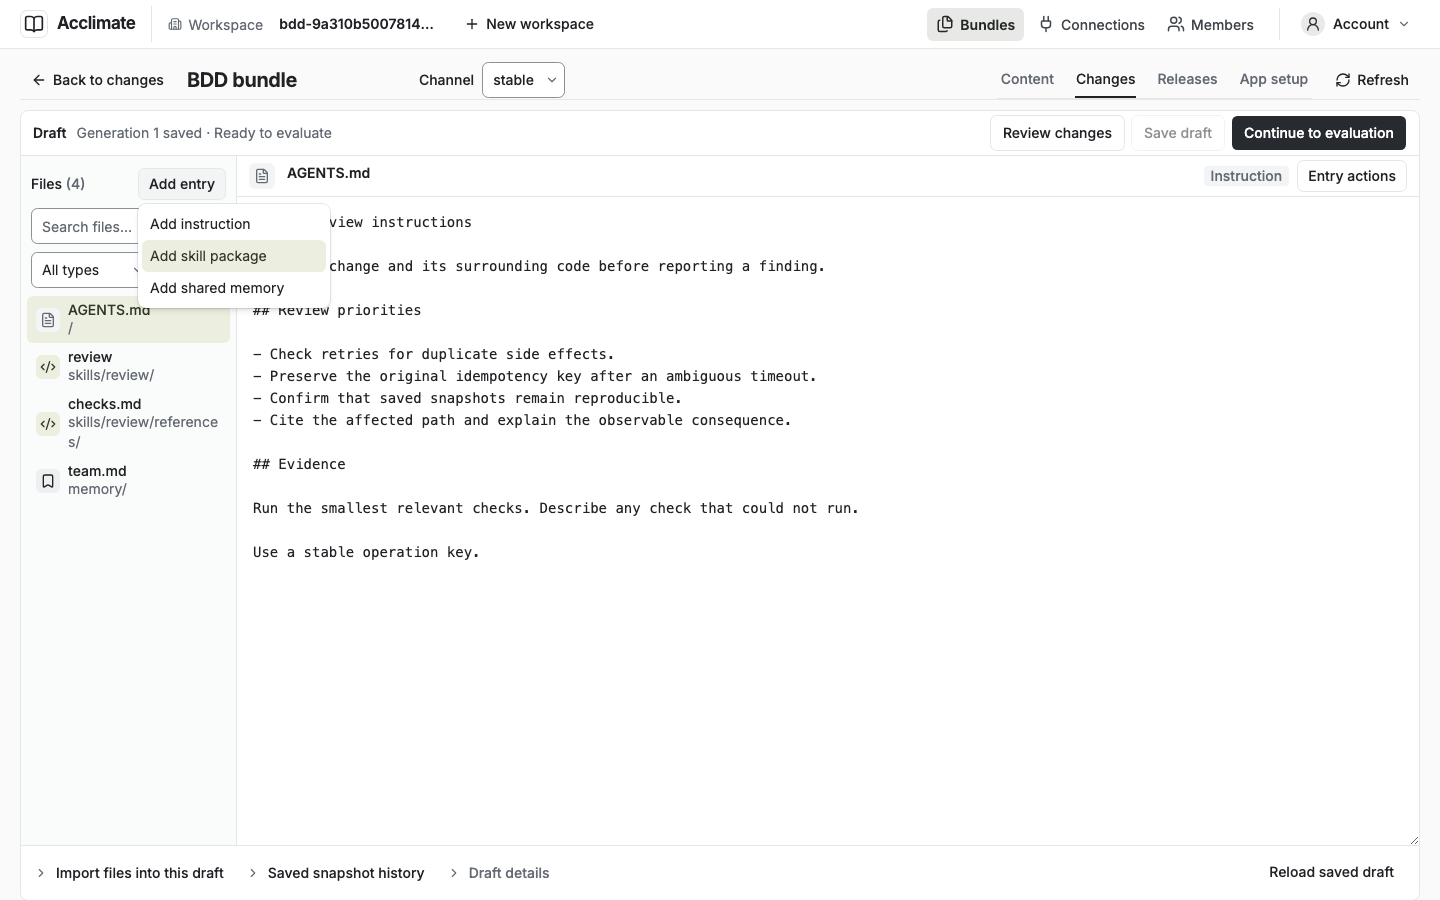 Acclimate
Workspace
bdd-9a310b5007814...
New workspace
Bundles
Connections
Members
Account
Back to changes
BDD bundle
Channel
stable
Content
Changes
Releases
App setup
Refresh
Draft
Generation 1 saved · Ready to evaluate
Review changes
Save draft
Continue to evaluation
Files (4)
Add entry
Search files...
All types
Add instruction
Add skill package
Add shared memory
AGENTS.md
/
review
skills/review/
checks.md
skills/review/reference
s/
team.md
memory/
AGENTS.md
Instruction
Entry actions
instructions
change and its surrounding code before reporting a finding.
## Review priorities
- Check retries for duplicate side effects.
- Preserve the original idempotency key after an ambiguous timeout.
- Confirm that saved snapshots remain reproducible.
- Cite the affected path and explain the observable consequence.
## Evidence
Run the smallest relevant checks. Describe any check that could not run.
Use a stable operation key.
Import files into this draft
Saved snapshot history
Draft details
Reload saved draft